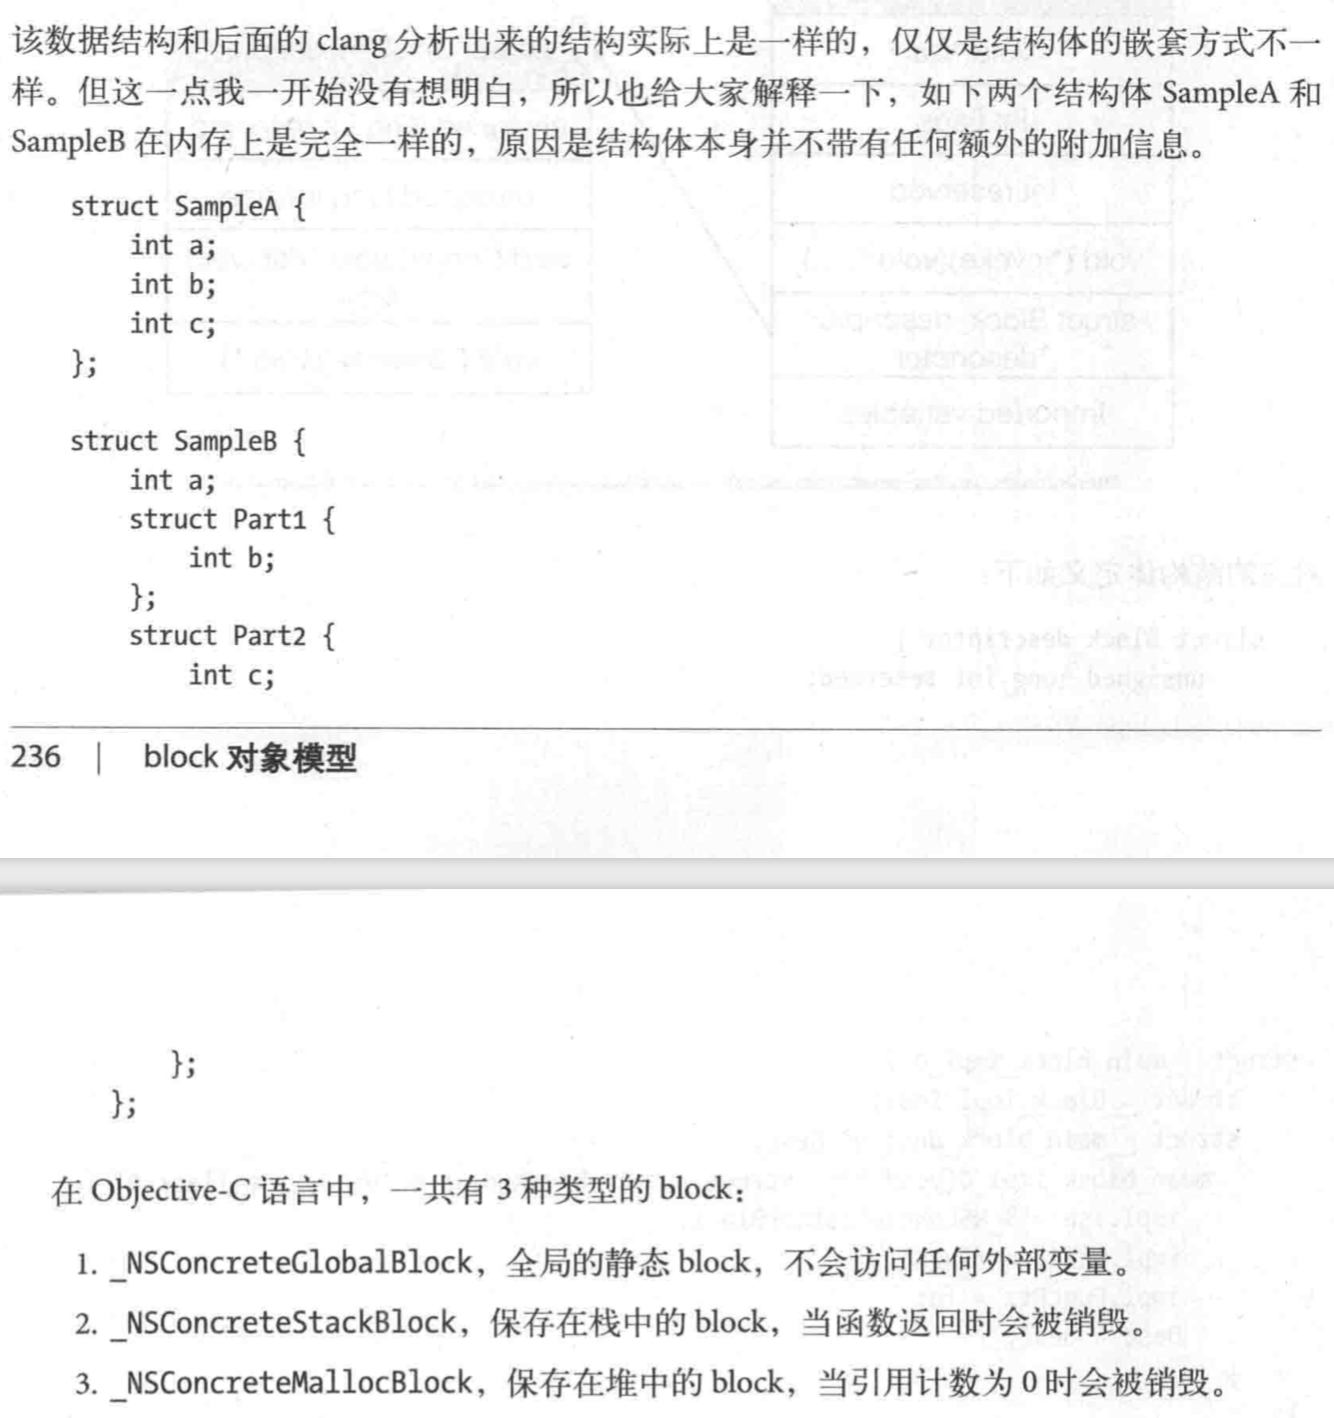 该数据结构和后面的 clang 分析出来的结构实际上是一样的，仅仅是结构体的嵌套方式不一
样。但这一点我一开始没有想明白，所以也给大家解释一下，如下两个结构体 SampleA 和
SampleB 在内存上是完全一样的，原因是结构体本身并不带有任何额外的附加信息。
struct SampleA {
    int a;
    int b;
    int c;
};
struct SampleB {
    int a;
    struct Part1 {
        int b;
    };
    struct Part2 {
        int c;
236 | block 对象模型
    };
};
在 Objective-C 语言中，一共有 3 种类型的 block：
1. _NSConcreteGlobalBlock，全局的静态 block，不会访问任何外部变量。
2. _NSConcreteStackBlock，保存在栈中的 block，当函数返回时会被销毁。
3. _NSConcreteMallocBlock，保存在堆中的 block，当引用计数为 0 时会被销毁。